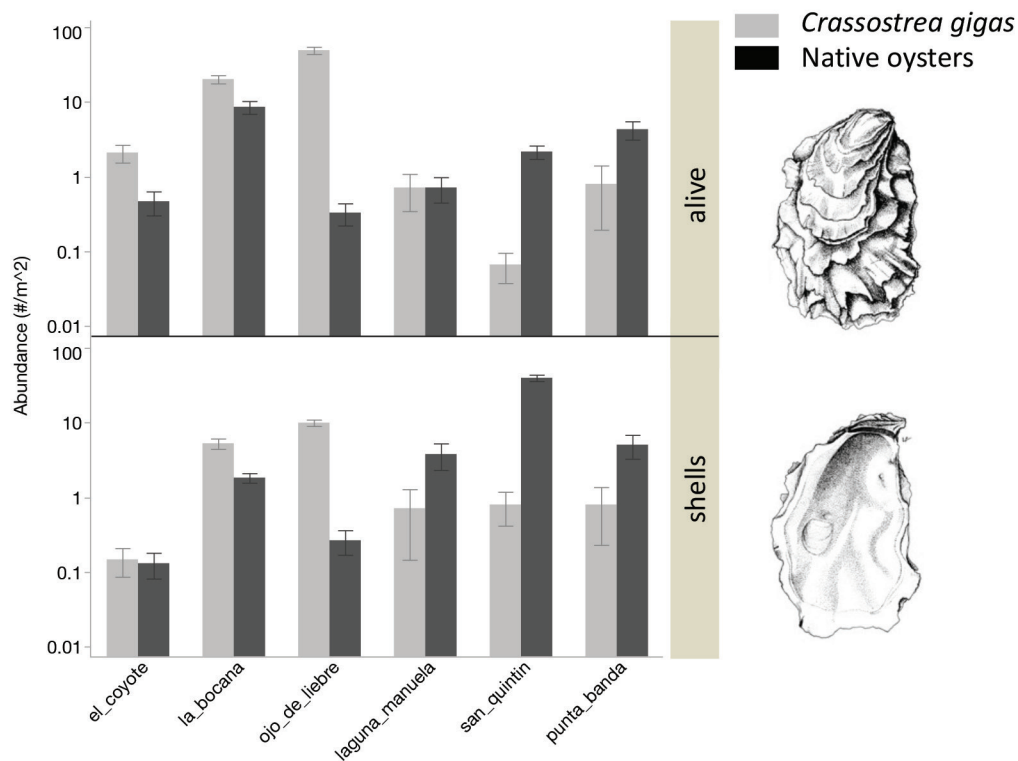 Crassostrea gigas
Native oysters
Abundance (#/m^2)
100
10
1
0.1
0.01
alive
100
10
1
0.1
0.01
shells
el_coyote
la_bocana
ojo_de_liebre
laguna_manuela
san_quintin
punta_banda